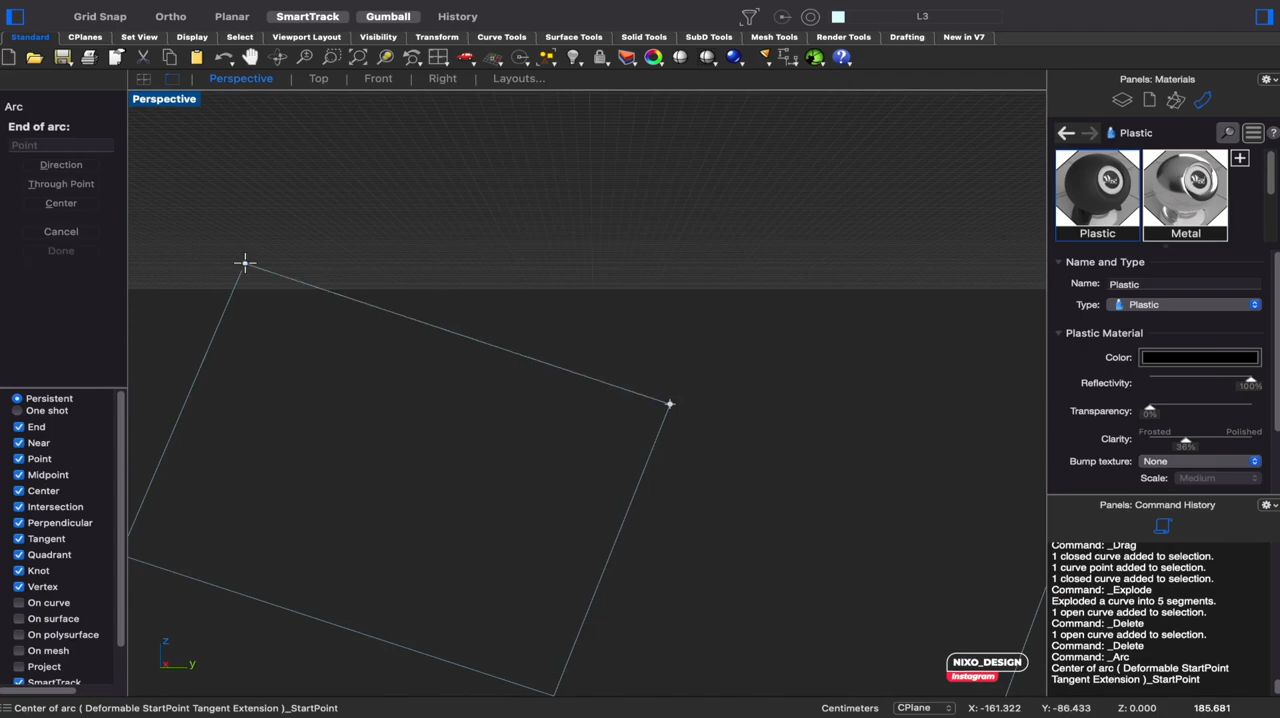 Grid Snap Ortho Planar SmartTrack Gumball History L3
Standard CPlanes Set View Display Select Viewport Layout Visibility Transform Curve Tools Surface Tools Solid Tools SubD Tools Mesh Tools Render Tools Drafting New in V7
Perspective Top Front Right Layouts...
Panels: Materials
Perspective
Arc
End of arc:
Point
Direction
Through Point
Center
Cancel
Done
Persistent
One shot
End
Near
Point
Midpoint
Center
Intersection
Perpendicular
Tangent
Quadrant
Knot
Vertex
On curve
On surface
On polysurface
On mesh
Project
SmartTrack
z
x
y
NIXO_DESIGN
Instagram
Plastic
Plastic Metal
Name and Type
Name: Plastic
Type: Plastic
Plastic Material
Color:
Reflectivity: 100%
Transparency: 0%
Frosted Polished
Clarity: 36%
Bump texture: None
Scale: Medium
Panels: Command History
Command: _Drag
1 closed curve added to selection.
1 curve point added to selection.
1 closed curve added to selection.
Command: _Explode
Exploded a curve into 5 segments.
1 open curve added to selection.
Command: _Delete
1 open curve added to selection.
Command: _Delete
Command: _Arc
Center of arc ( Deformable StartPoint
Tangent Extension )_StartPoint
Center of arc ( Deformable StartPoint Tangent Extension )_StartPoint Centimeters CPlane X: -161.322 Y: -86.433 Z: 0.000 185.681